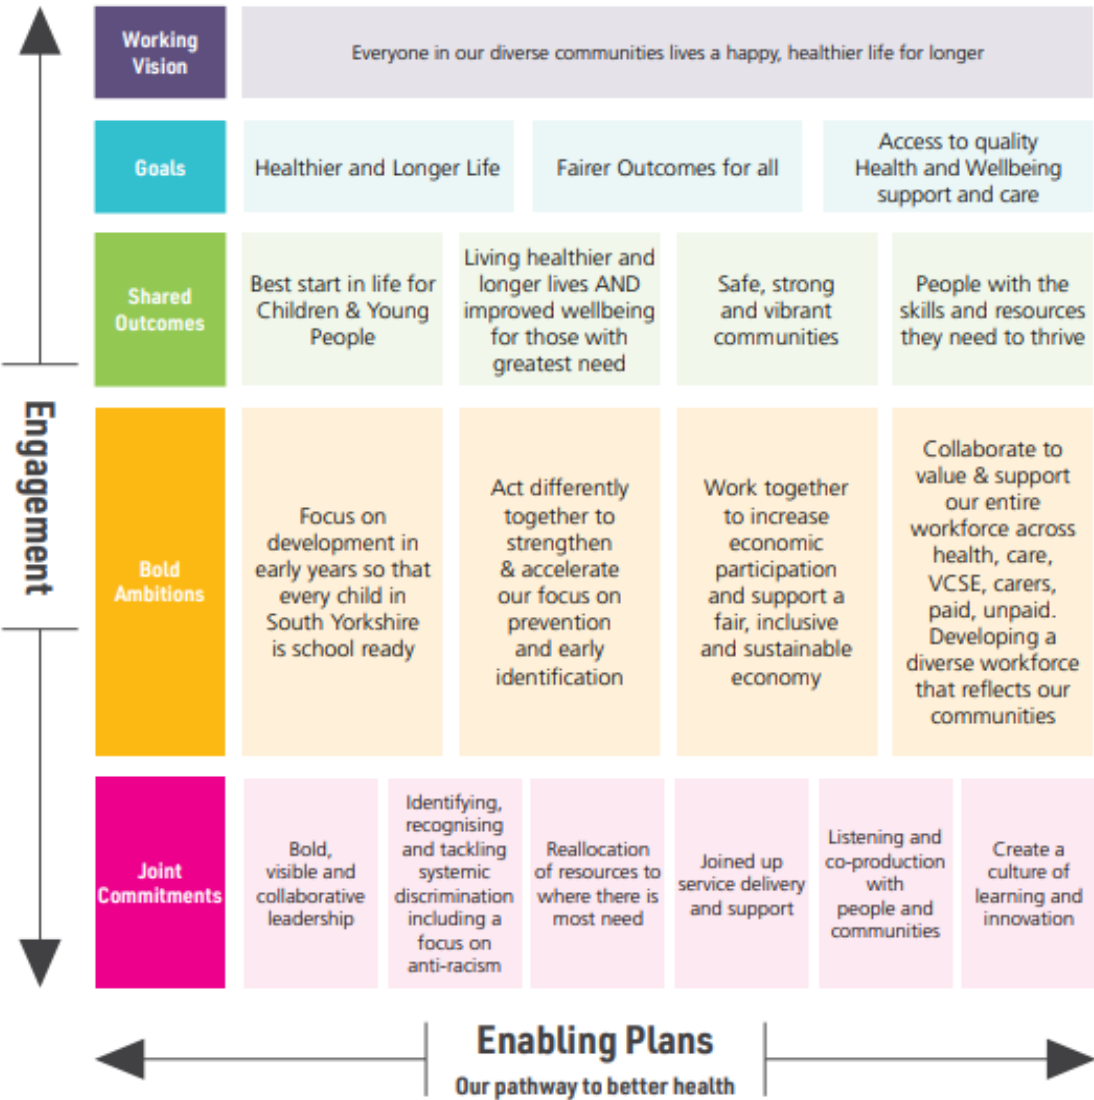 Working
Vision
Everyone in our diverse communities lives a happy, healthier life for longer
Goals
Healthier and Longer Life
Fairer Outcomes for all
Access to quality
Health and Wellbeing
support and care
Shared
Outcomes
Best start in life for
Children & Young
People
Living healthier and
longer lives AND
improved wellbeing
for those with
greatest need
Safe, strong
and vibrant
communities
People with the
skills and resources
they need to thrive
Engagement
Bold
Ambitions
Focus on
development in
early years so that
every child in
South Yorkshire
is school ready
Act differently
together to
strengthen
& accelerate
our focus on
prevention
and early
identification
Work together
to increase
economic
participation
and support a
fair, inclusive
and sustainable
economy
Collaborate to
value & support
our entire
workforce across
health, care,
VCSE, carers,
paid, unpaid.
Developing a
diverse workforce
that reflects our
communities
Joint
Commitments
Bold,
visible and
collaborative
leadership
Identifying,
recognising
and tackling
systemic
discrimination
including a
focus on
anti-racism
Reallocation
of resources to
where there is
most need
Joined up
service delivery
and support
Listening and
co-production
with
people and
communities
Create a
culture of
learning and
innovation
Enabling Plans
Our pathway to better health